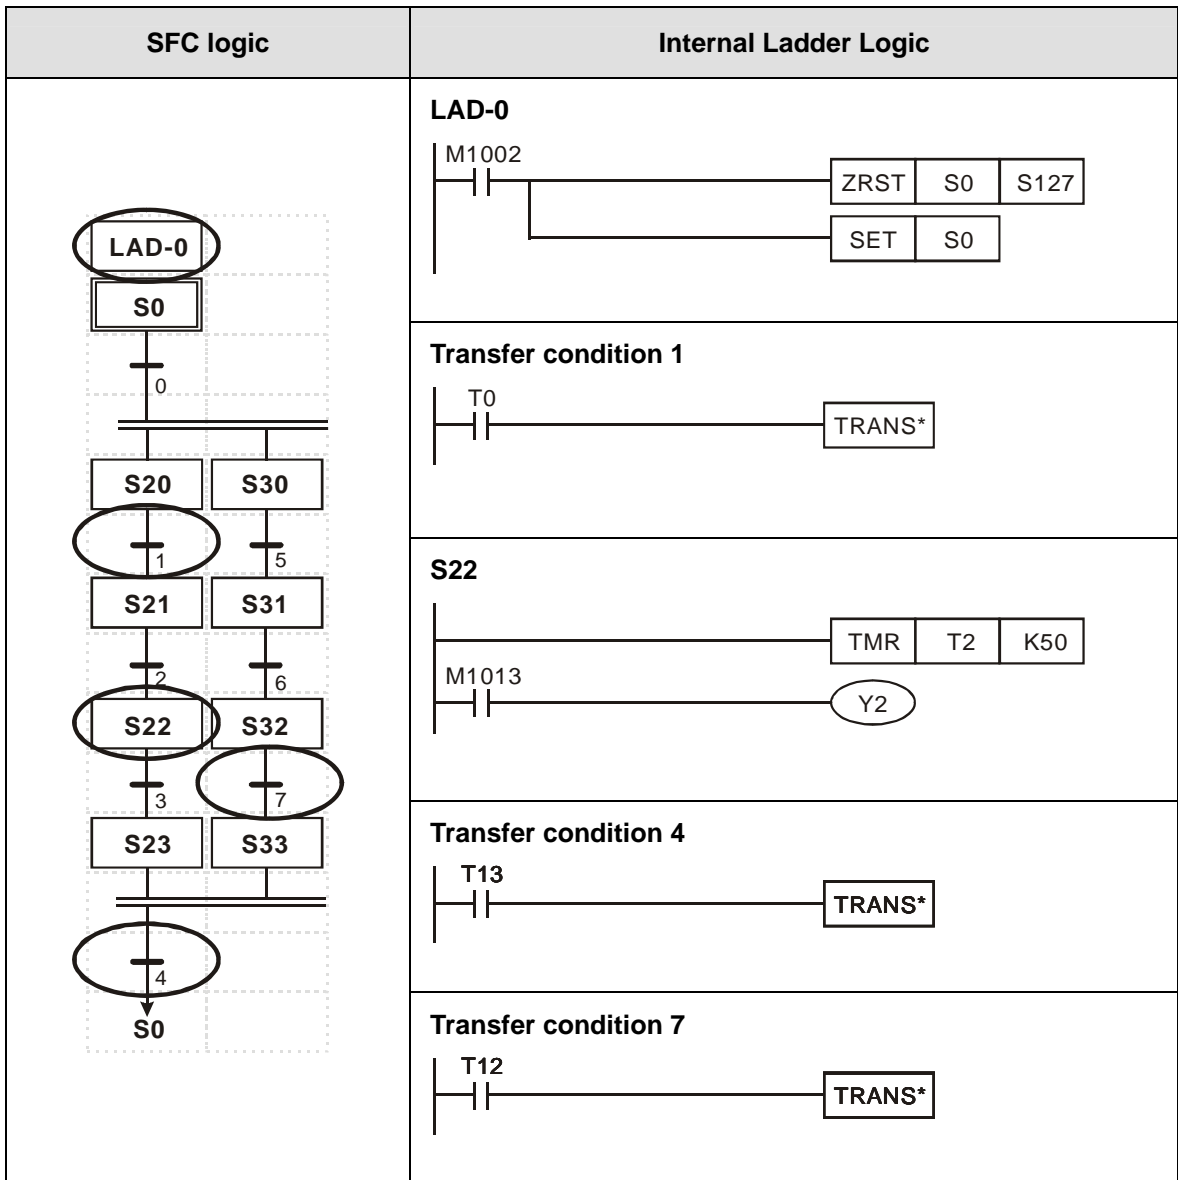 SFC logic
Internal Ladder Logic
LAD-0
S0
0
S20 S30
1 5
S21 S31
2 6
S22 S32
3 7
S23 S33
4
S0
LAD-0
M1002
ZRST S0 S127
SET S0
Transfer condition 1
T0
TRANS*
S22
TMR T2 K50
M1013
Y2
Transfer condition 4
T13
TRANS*
Transfer condition 7
T12
TRANS*